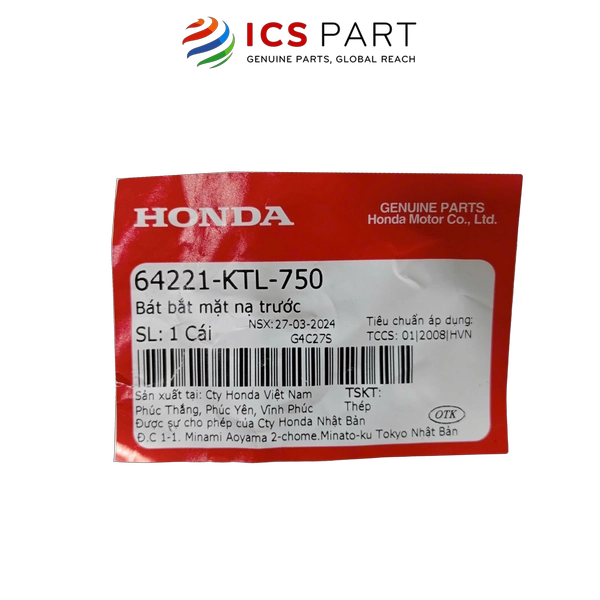 ICS PART
GENUINE PARTS, GLOBAL REACH
HONDA
GENUINE PARTS
Honda Motor Co., Ltd.
64221-KTL-750
Bát bắt mặt nạ trước
SL: 1 Cái
NSX:27-03-2024
G4C27S
Tiêu chuẩn áp dụng:
TCCS: 01|2008|HVN
Sản xuất tại: Cty Honda Việt Nam
Phúc Thắng, Phúc Yên, Vĩnh Phúc
TSKT:
Thép
Được sự cho phép của Cty Honda Nhật Bản
Đ.C 1-1. Minami Aoyama 2-chome.Minato-ku Tokyo Nhật Bản
OTK